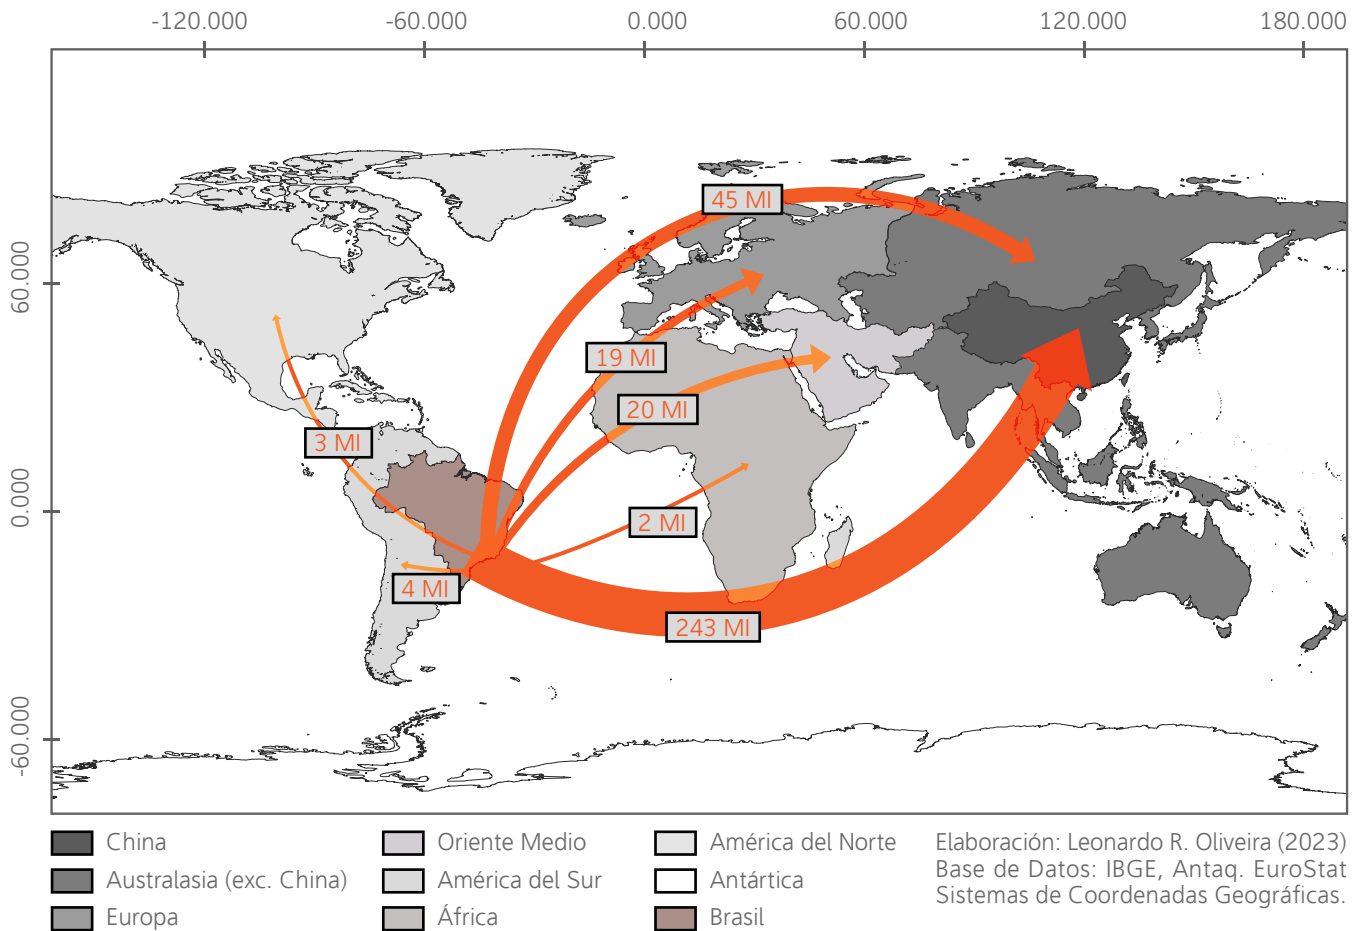 -120.000 -60.000 0.000 60.000 120.000 180.000
60.000
0.000
-60.000
45 MI
19 MI
20 MI
3 MI
2 MI
4 MI
243 MI
China
Australasia (exc. China)
Europa
Oriente Medio
América del Sur
África
América del Norte
Antártica
Brasil
Elaboración: Leonardo R. Oliveira (2023)
Base de Datos: IBGE, Antaq. EuroStat
Sistemas de Coordenadas Geográficas.